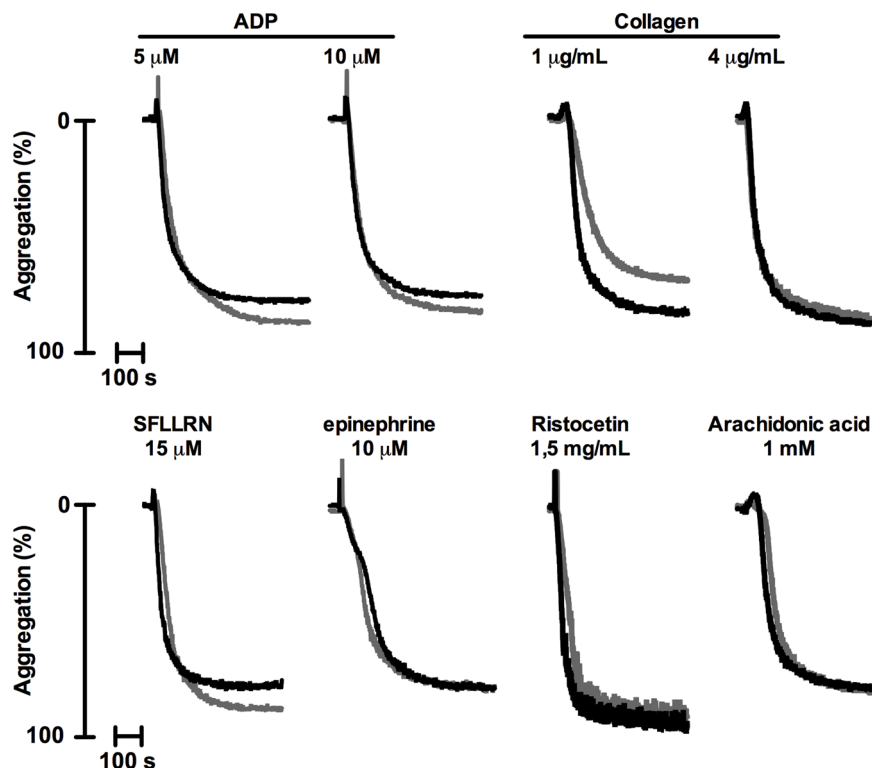 ADP
Collagen
5 μM
10 μM
1 μg/mL
4 μg/mL
Aggregation (%)
0
100
100 s
SFLLRN
15 μM
epinephrine
10 μM
Ristocetin
1,5 mg/mL
Arachidonic acid
1 mM
Aggregation (%)
0
100
100 s